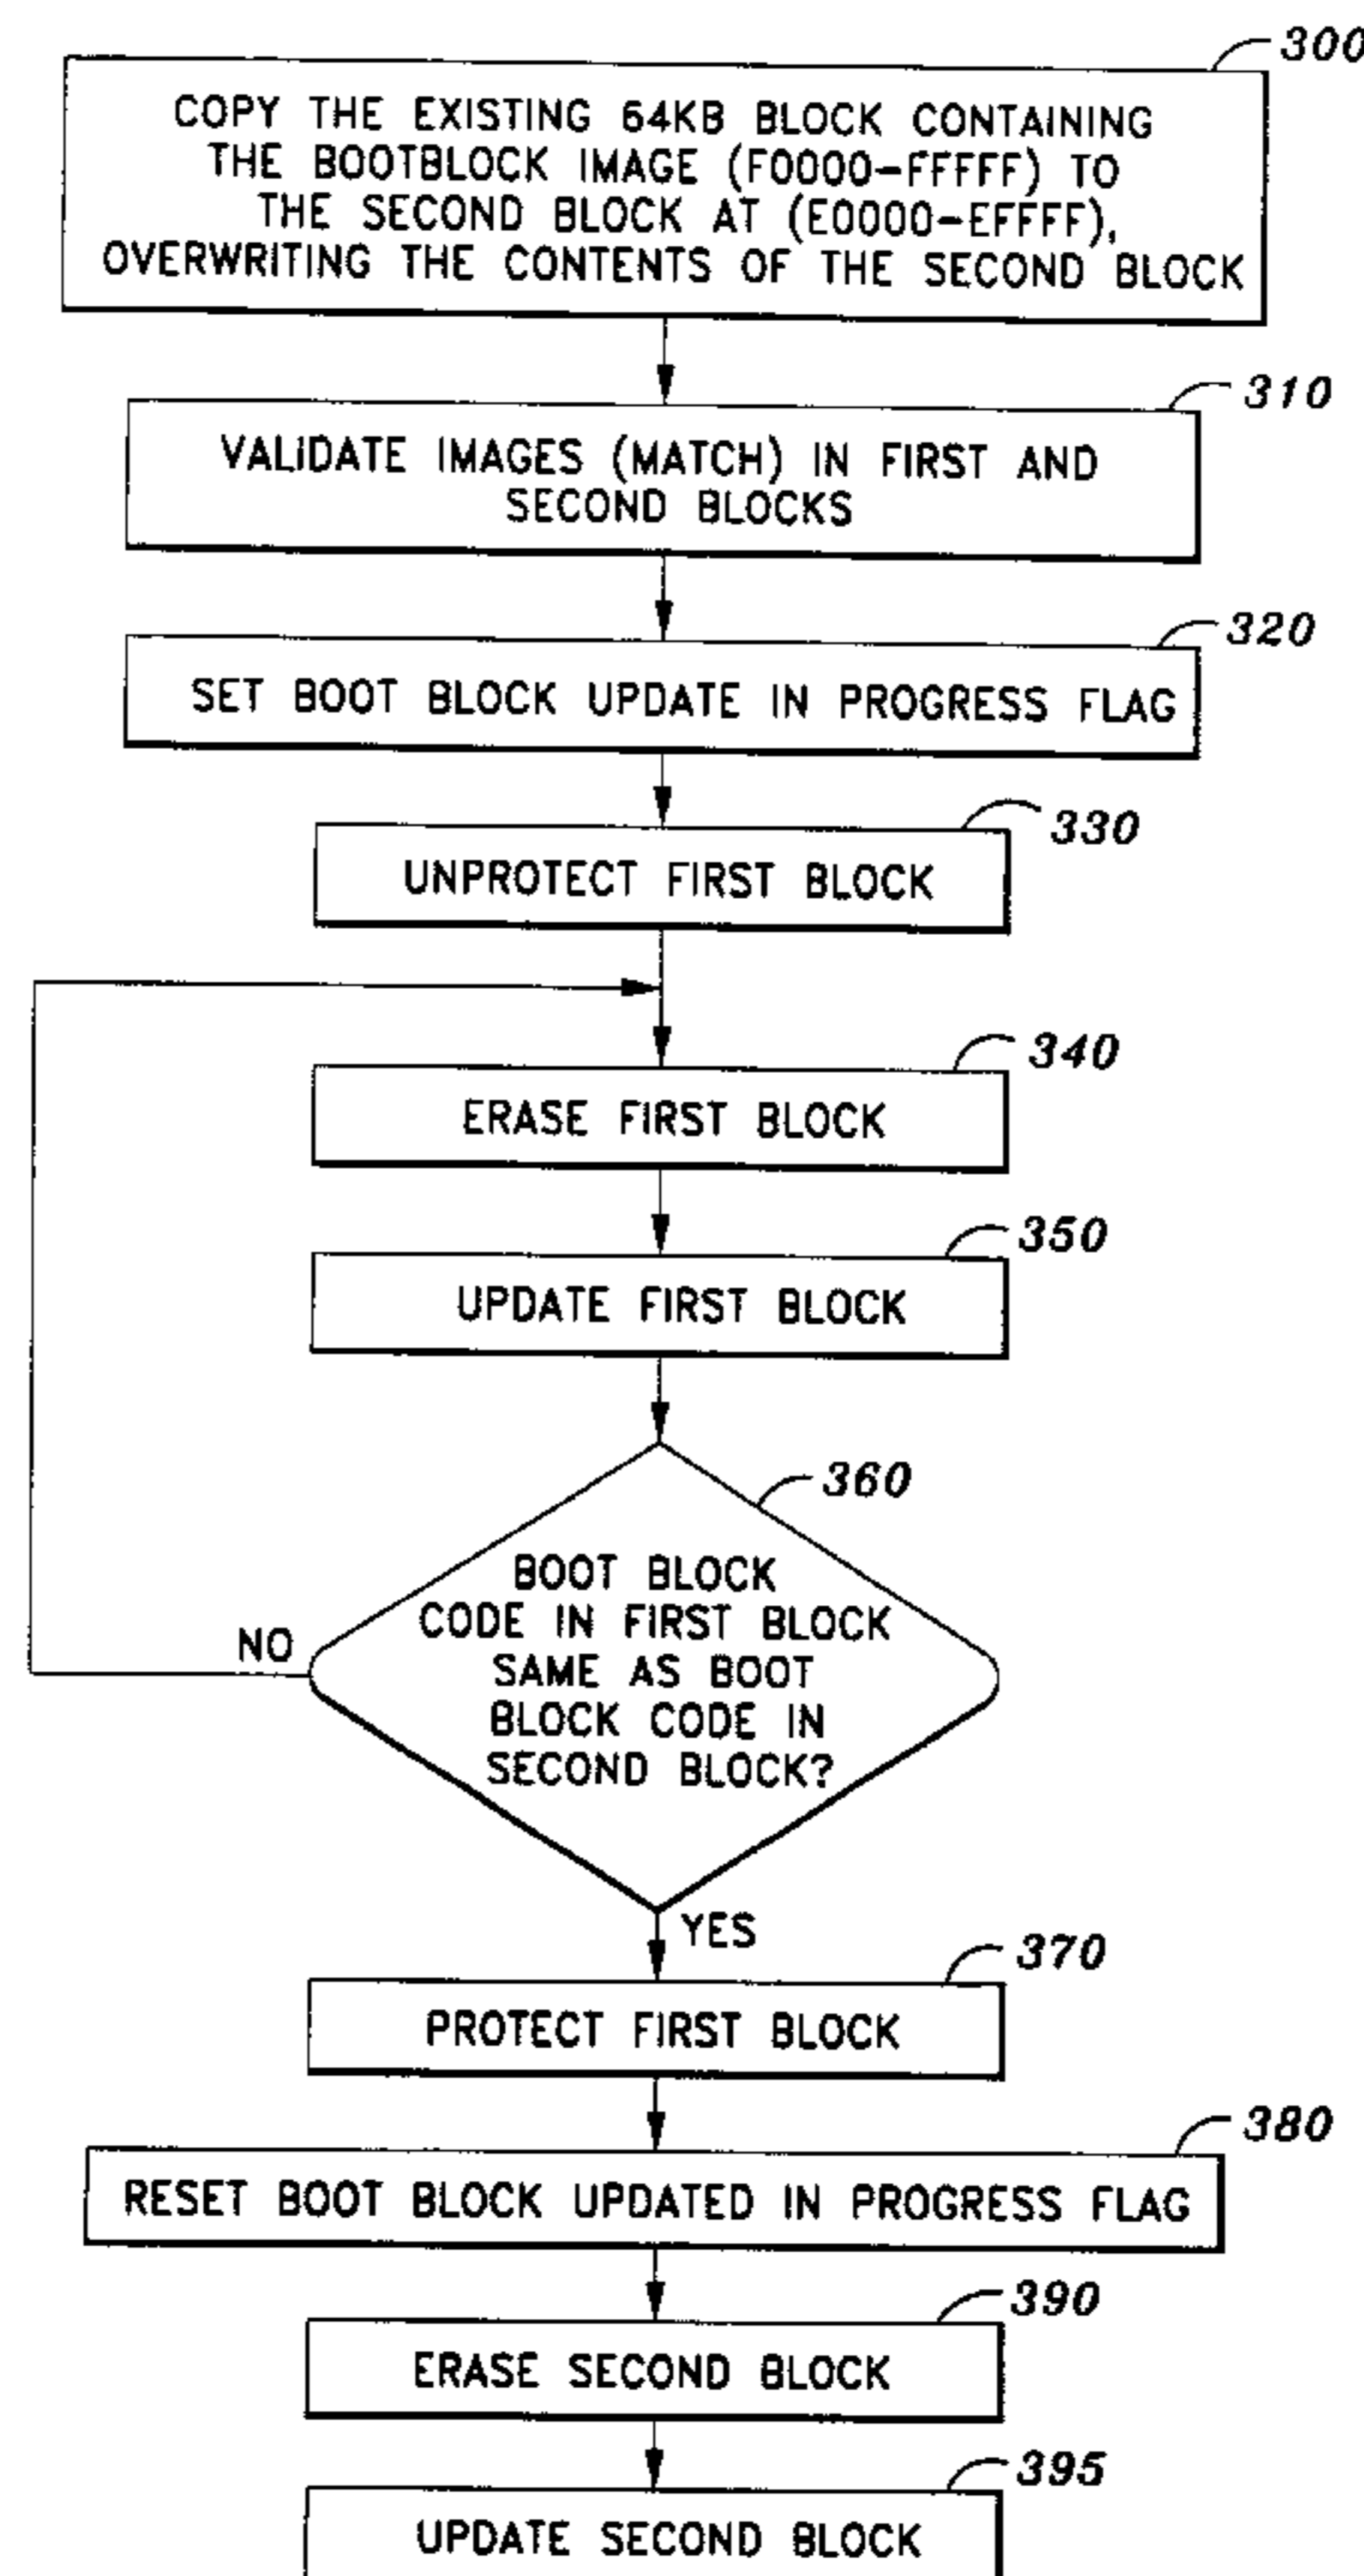 300
COPY THE EXISTING 64KB BLOCK CONTAINING
THE BOOTBLOCK IMAGE (F0000-FFFFF) TO
THE SECOND BLOCK AT (E0000-EFFFF),
OVERWRITING THE CONTENTS OF THE SECOND BLOCK
310
VALIDATE IMAGES (MATCH) IN FIRST AND
SECOND BLOCKS
320
SET BOOT BLOCK UPDATE IN PROGRESS FLAG
330
UNPROTECT FIRST BLOCK
340
ERASE FIRST BLOCK
350
UPDATE FIRST BLOCK
360
BOOT BLOCK
CODE IN FIRST BLOCK
SAME AS BOOT
BLOCK CODE IN
SECOND BLOCK?
NO
YES
370
PROTECT FIRST BLOCK
380
RESET BOOT BLOCK UPDATED IN PROGRESS FLAG
390
ERASE SECOND BLOCK
395
UPDATE SECOND BLOCK